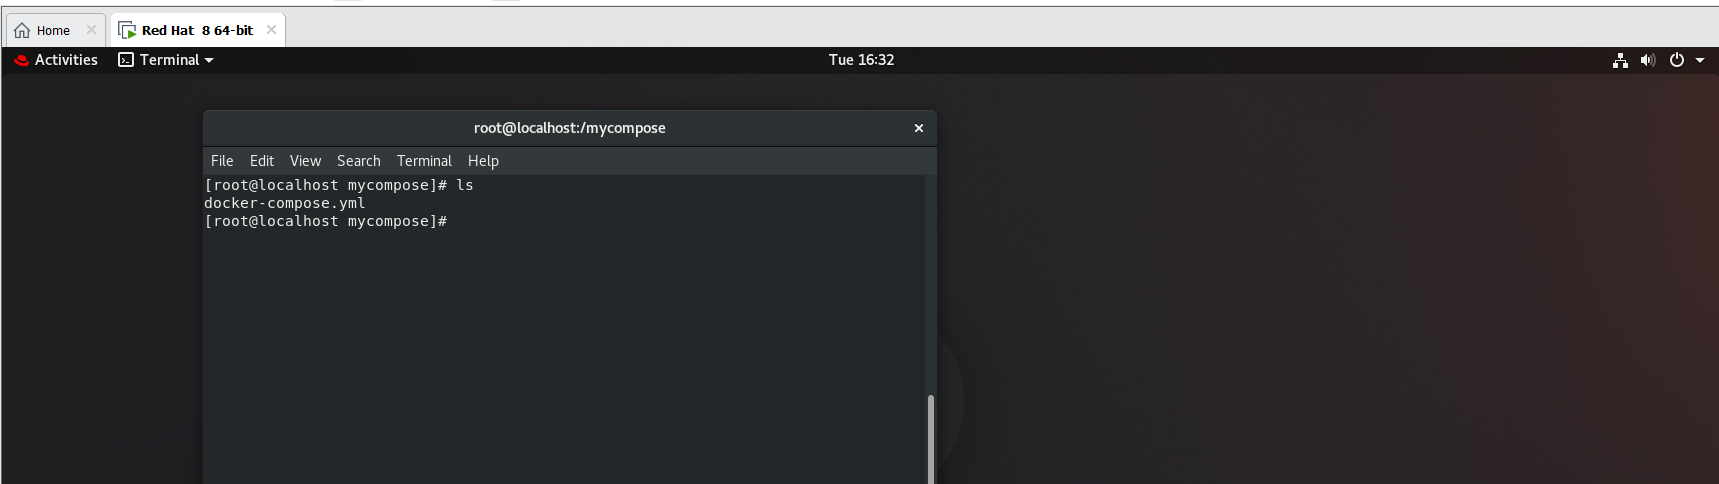 Home
Red Hat 8 64-bit
Activities
Terminal
Tue 16:32
root@localhost:/mycompose
File Edit View Search Terminal Help
[root@localhost mycompose]# ls
docker-compose.yml
[root@localhost mycompose]#